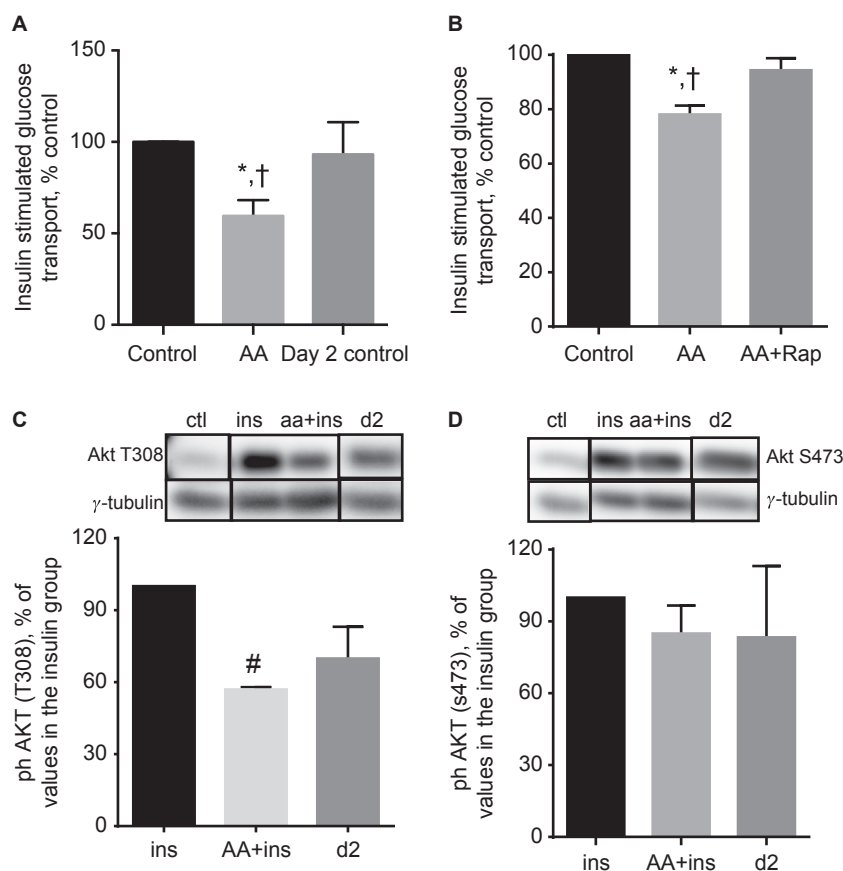 A
Insulin stimulated glucose
transport, % control
150
100
50
0
*,†
Control AA Day 2 control
B
Insulin stimulated glucose
transport, % control
100
80
60
40
20
0
*,†
Control AA AA+Rap
C
ctl ins aa+ins d2
Akt T308
γ-tubulin
ph AKT (T308), % of
values in the insulin group
120
90
60
30
0
#
ins AA+ins d2
D
ctl ins aa+ins d2
Akt S473
γ-tubulin
ph AKT (s473), % of
values in the insulin group
120
90
60
30
0
ins AA+ins d2